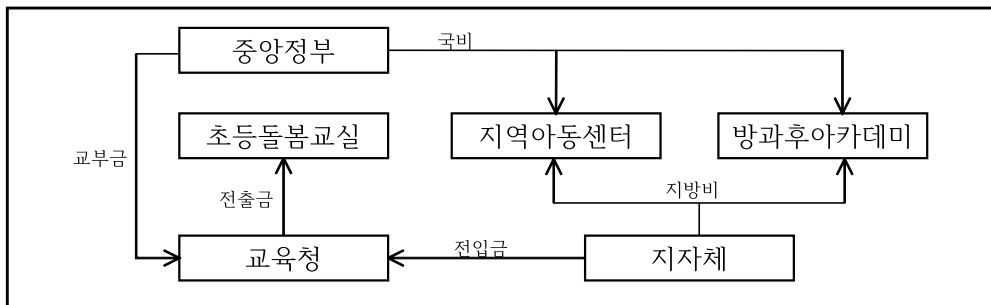 국비
중앙정부
초등돌봄교실
지역아동센터
방과후아카데미
교부금
전출금
지방비
교육청
전입금
지자체